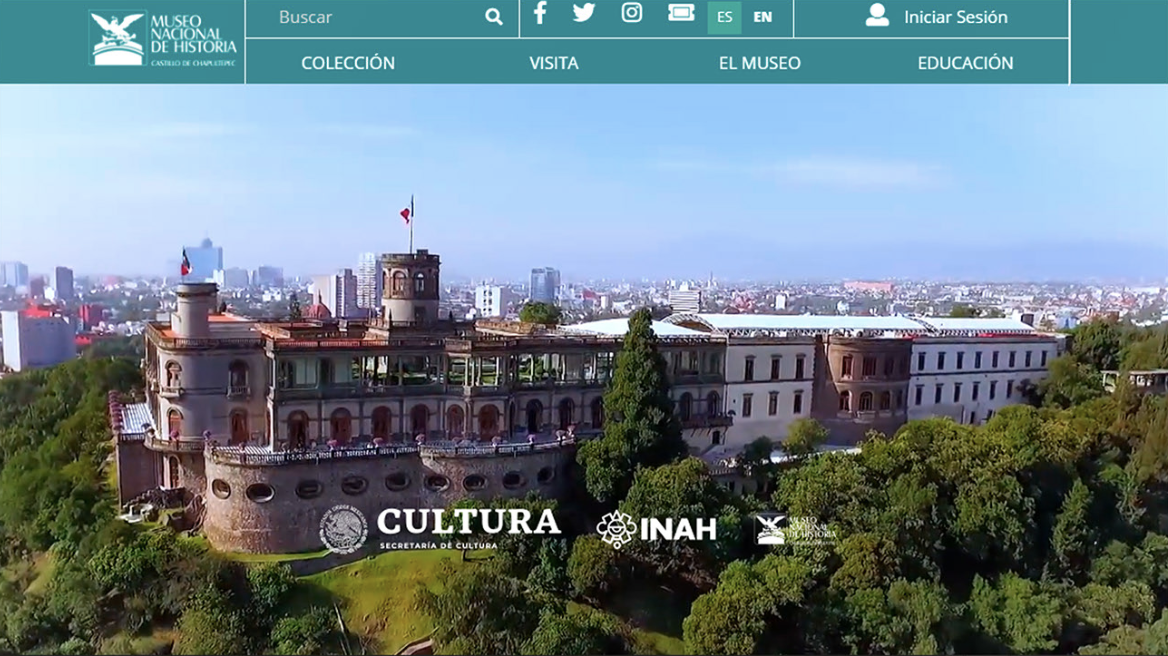 MUSEO
NACIONAL
DE HISTORIA
CASTILLO DE CHAPULTEPEC
Buscar
ES
EN
Iniciar Sesión
COLECCIÓN
VISITA
EL MUSEO
EDUCACIÓN
CULTURA
SECRETARÍA DE CULTURA
INAH
MUSEO
NACIONAL
DE HISTORIA